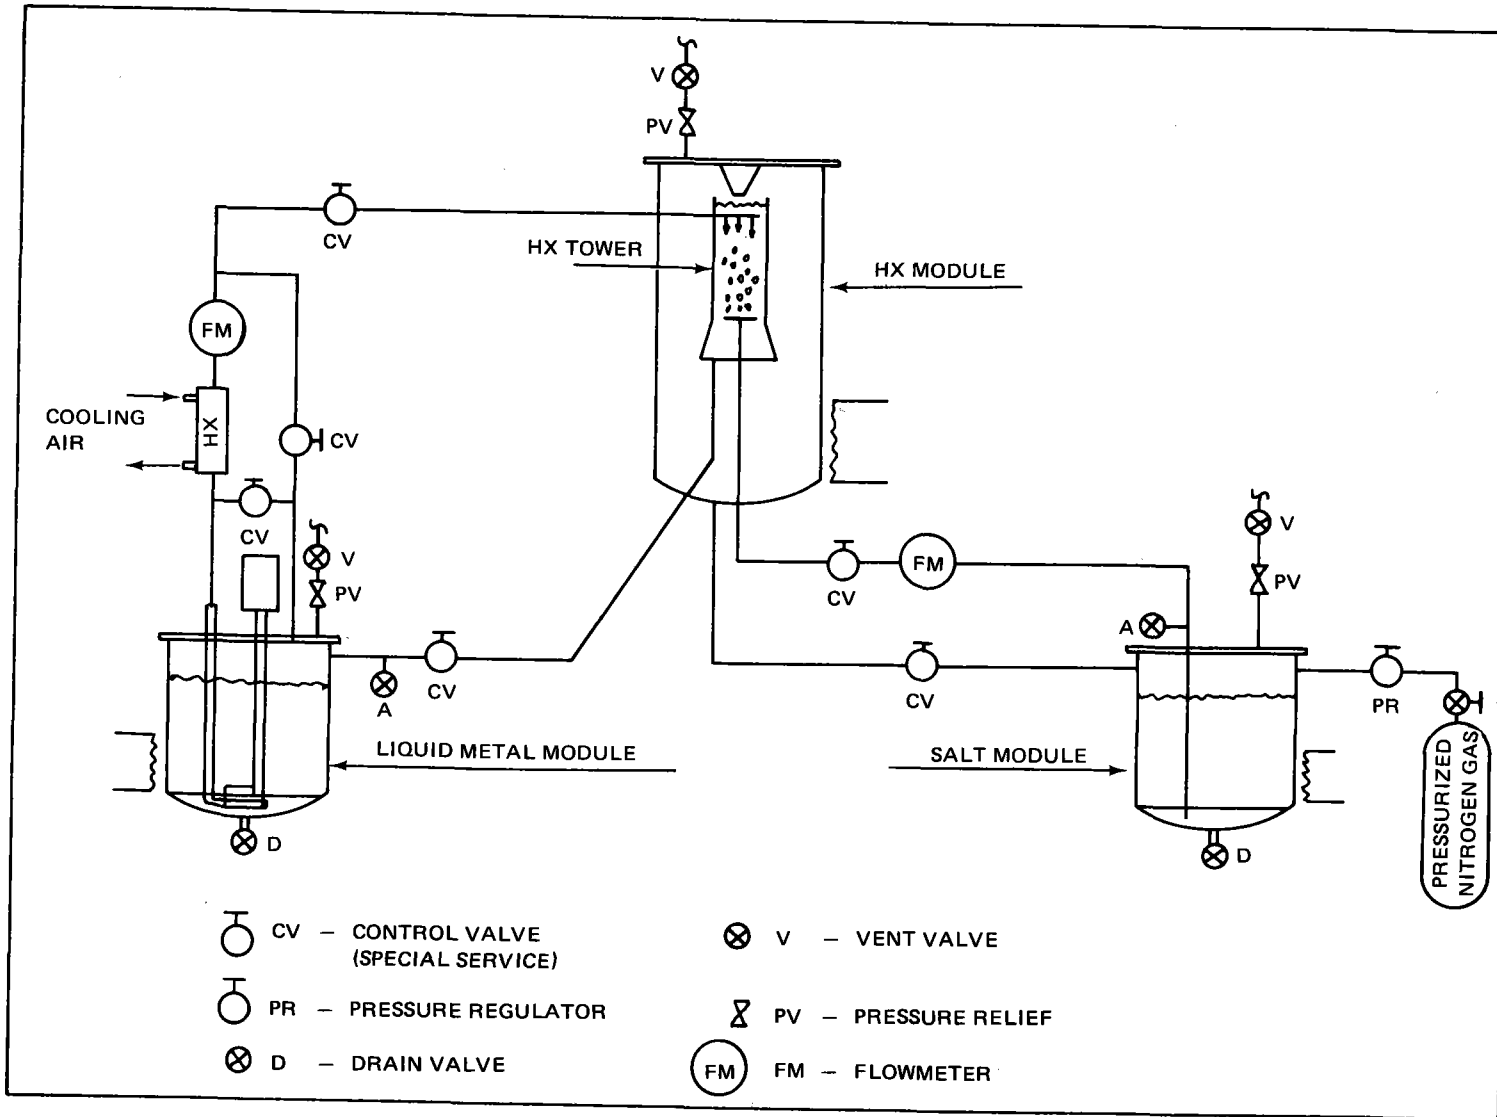 V
PV
CV
HX TOWER
HX MODULE
FM
COOLING
AIR
HX
CV
CV
V
PV
V
PV
FM
CV
A
CV
A
CV
PR
LIQUID METAL MODULE
SALT MODULE
PRESSURIZED
NITROGEN GAS
D
D
CV – CONTROL VALVE
(SPECIAL SERVICE)
V – VENT VALVE
PR – PRESSURE REGULATOR
PV – PRESSURE RELIEF
D – DRAIN VALVE
FM FM – FLOWMETER